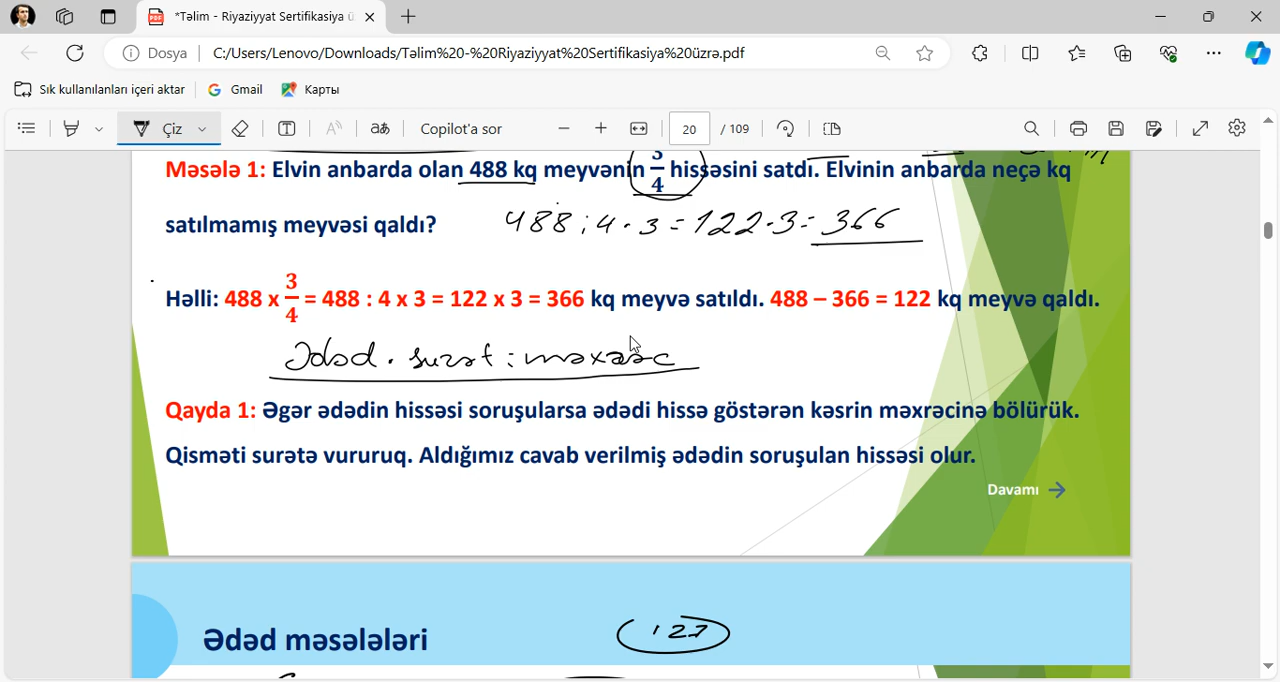 *Təlim - Riyaziyyat Sertifikasiya ü
Dosya C:/Users/Lenovo/Downloads/Təlim%20-%20Riyaziyyat%20Sertifikasiya%20üzrə.pdf
Sık kullanılanları içeri aktar Gmail Карты
Çiz aあ Copilot'a sor 20 / 109
Məsələ 1: Elvin anbarda olan 488 kq meyvənin 3/4 hissəsini satdı. Elvinin anbarda neçə kq
satılmamış meyvəsi qaldı? 488 : 4 · 3 = 122 · 3 = 366
Həlli: 488 x 3/4 = 488 : 4 x 3 = 122 x 3 = 366 kq meyvə satıldı. 488 – 366 = 122 kq meyvə qaldı.
Ədəd · surət : məxrəc
Qayda 1: Əgər ədədin hissəsi soruşularsa ədədi hissə göstərən kəsrin məxrəcinə bölürük.
Qisməti surətə vururuq. Aldığımız cavab verilmiş ədədin soruşulan hissəsi olur.
Davamı
Ədəd məsələləri